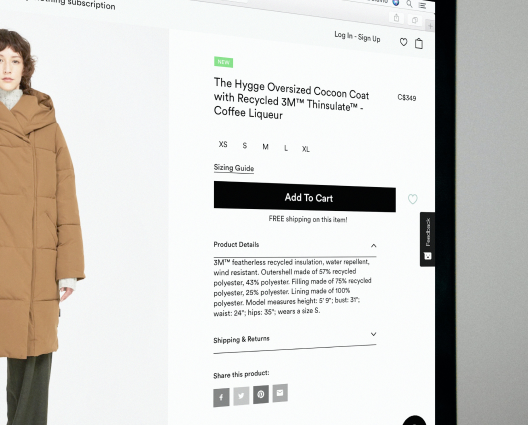 thing subscription
Log In - Sign Up
NEW
The Hygge Oversized Cocoon Coat
with Recycled 3M™ Thinsulate™ -
Coffee Liqueur
C$349
XS S M L XL
Sizing Guide
Add To Cart
FREE shipping on this item!
Feedback
Product Details
3M™ featherless recycled insulation, water repellent,
wind resistant. Outershell made of 57% recycled
polyester, 43% polyester. Filling made of 75% recycled
polyester, 25% polyester. Lining made of 100%
polyester. Model measures height: 5' 9"; bust: 31";
waist: 24"; hips: 35"; wears a size S.
Shipping & Returns
Share this product: